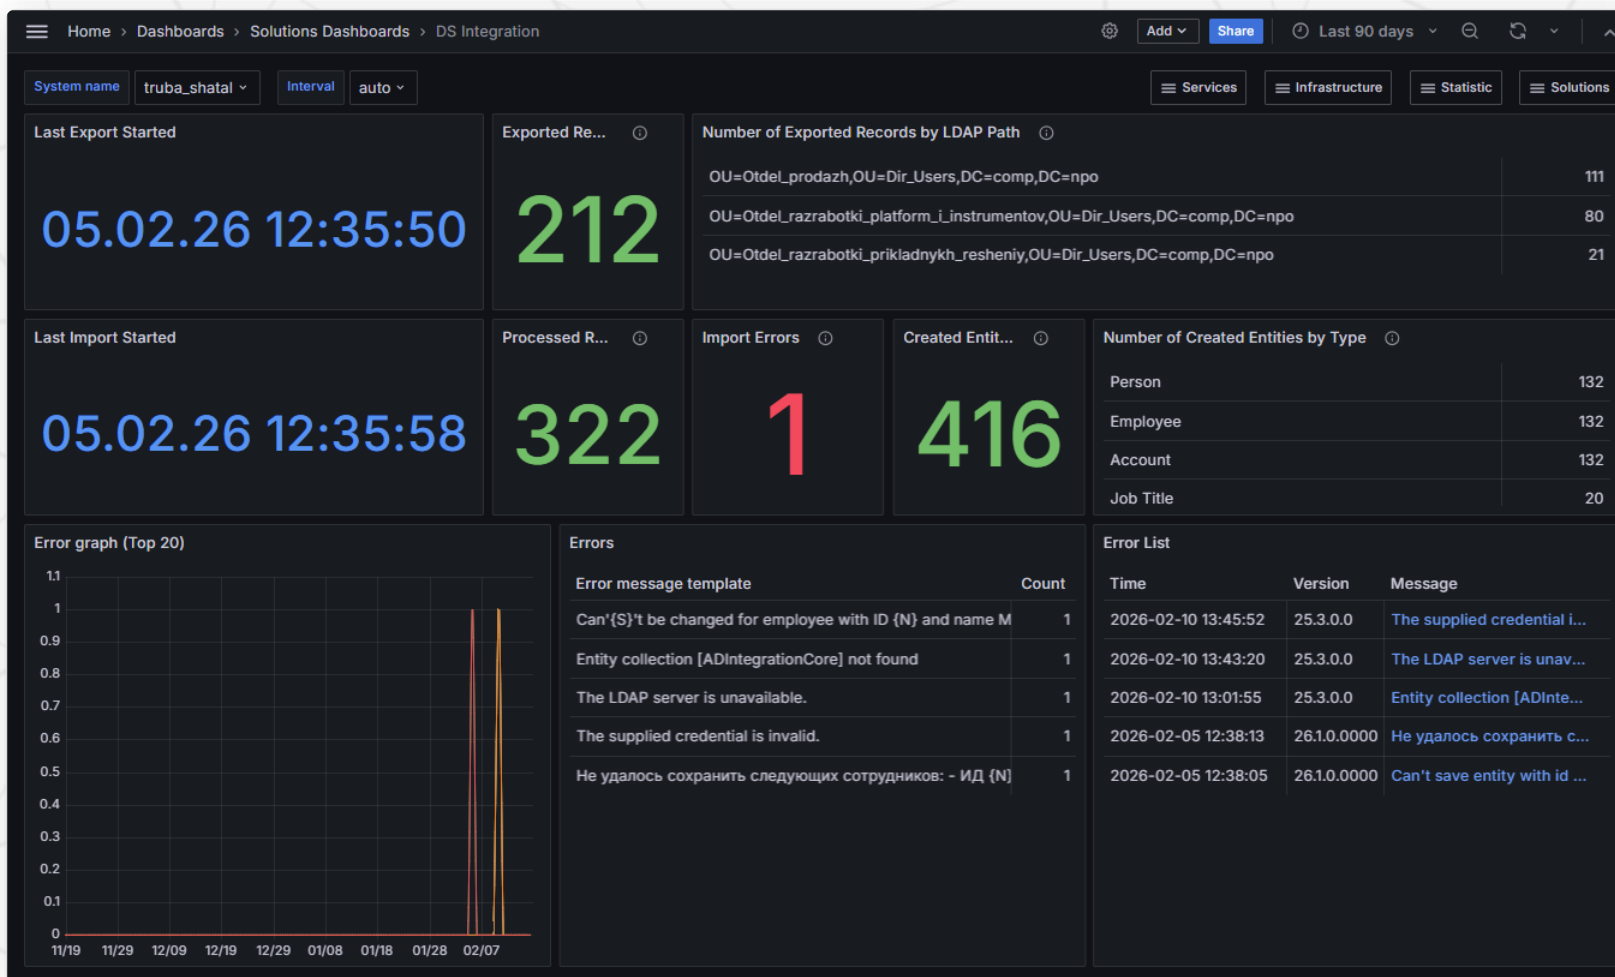 Home › Dashboards › Solutions Dashboards › DS Integration
Add
Share
Last 90 days
System name
truba_shatal
Interval
auto
Services
Infrastructure
Statistic
Solutions
Last Export Started
05.02.26 12:35:50
Exported Re...
212
Number of Exported Records by LDAP Path
OU=Otdel_prodazh,OU=Dir_Users,DC=comp,DC=npo 111
OU=Otdel_razrabotki_platform_i_instrumentov,OU=Dir_Users,DC=comp,DC=npo 80
OU=Otdel_razrabotki_prikladnykh_resheniy,OU=Dir_Users,DC=comp,DC=npo 21
Last Import Started
05.02.26 12:35:58
Processed R...
322
Import Errors
1
Created Entit...
416
Number of Created Entities by Type
Person 132
Employee 132
Account 132
Job Title 20
Error graph (Top 20)
1.1
1
0.9
0.8
0.7
0.6
0.5
0.4
0.3
0.2
0.1
0
11/19 11/29 12/09 12/19 12/29 01/08 01/18 01/28 02/07
Errors
Error message template Count
Can'{S}'t be changed for employee with ID {N} and name M 1
Entity collection [ADIntegrationCore] not found 1
The LDAP server is unavailable. 1
The supplied credential is invalid. 1
Не удалось сохранить следующих сотрудников: - ИД {N} 1
Error List
Time Version Message
2026-02-10 13:45:52 25.3.0.0 The supplied credential i...
2026-02-10 13:43:20 25.3.0.0 The LDAP server is unav...
2026-02-10 13:01:55 25.3.0.0 Entity collection [ADInte...
2026-02-05 12:38:13 26.1.0.0000 Не удалось сохранить с...
2026-02-05 12:38:05 26.1.0.0000 Can't save entity with id ...